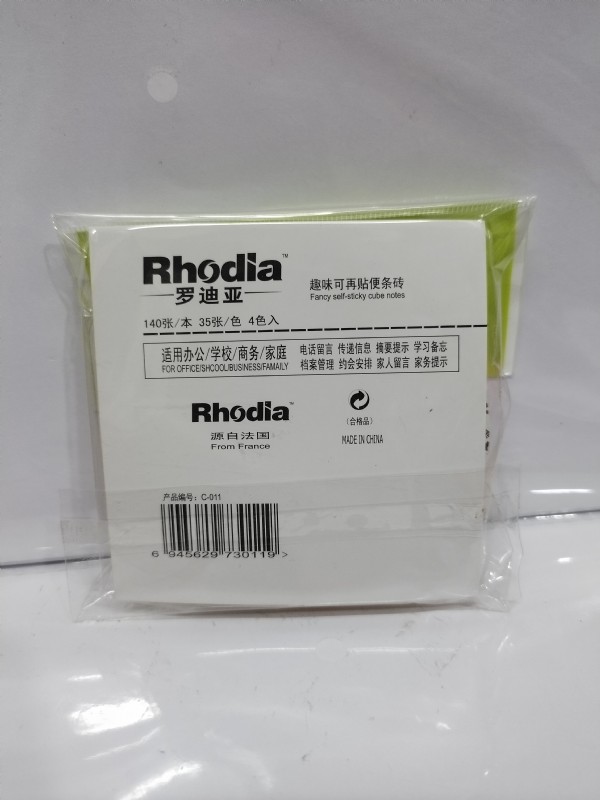 Rhodia™
罗迪亚
趣味可再贴便条砖
Fancy self-sticky cube notes
140张/本 35张/色 4色入
适用办公/学校/商务/家庭
FOR OFFICE/SHCOOL/BUSINESS/FAMAILY
电话留言 传递信息 摘要提示 学习备忘
档案管理 约会安排 家人留言 家务提示
Rhodia™
源自法国
From France
(合格品)
MADE IN CHINA
产品编号: C-011
6 945629 730119 >